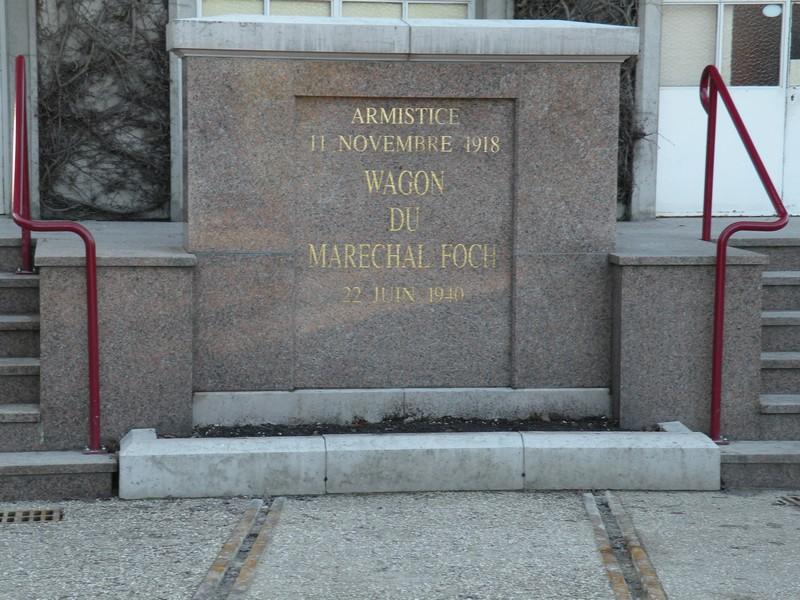 ARMISTICE
11 NOVEMBRE 1918
WAGON
DU
MARECHAL FOCH
22 JUIN 1940